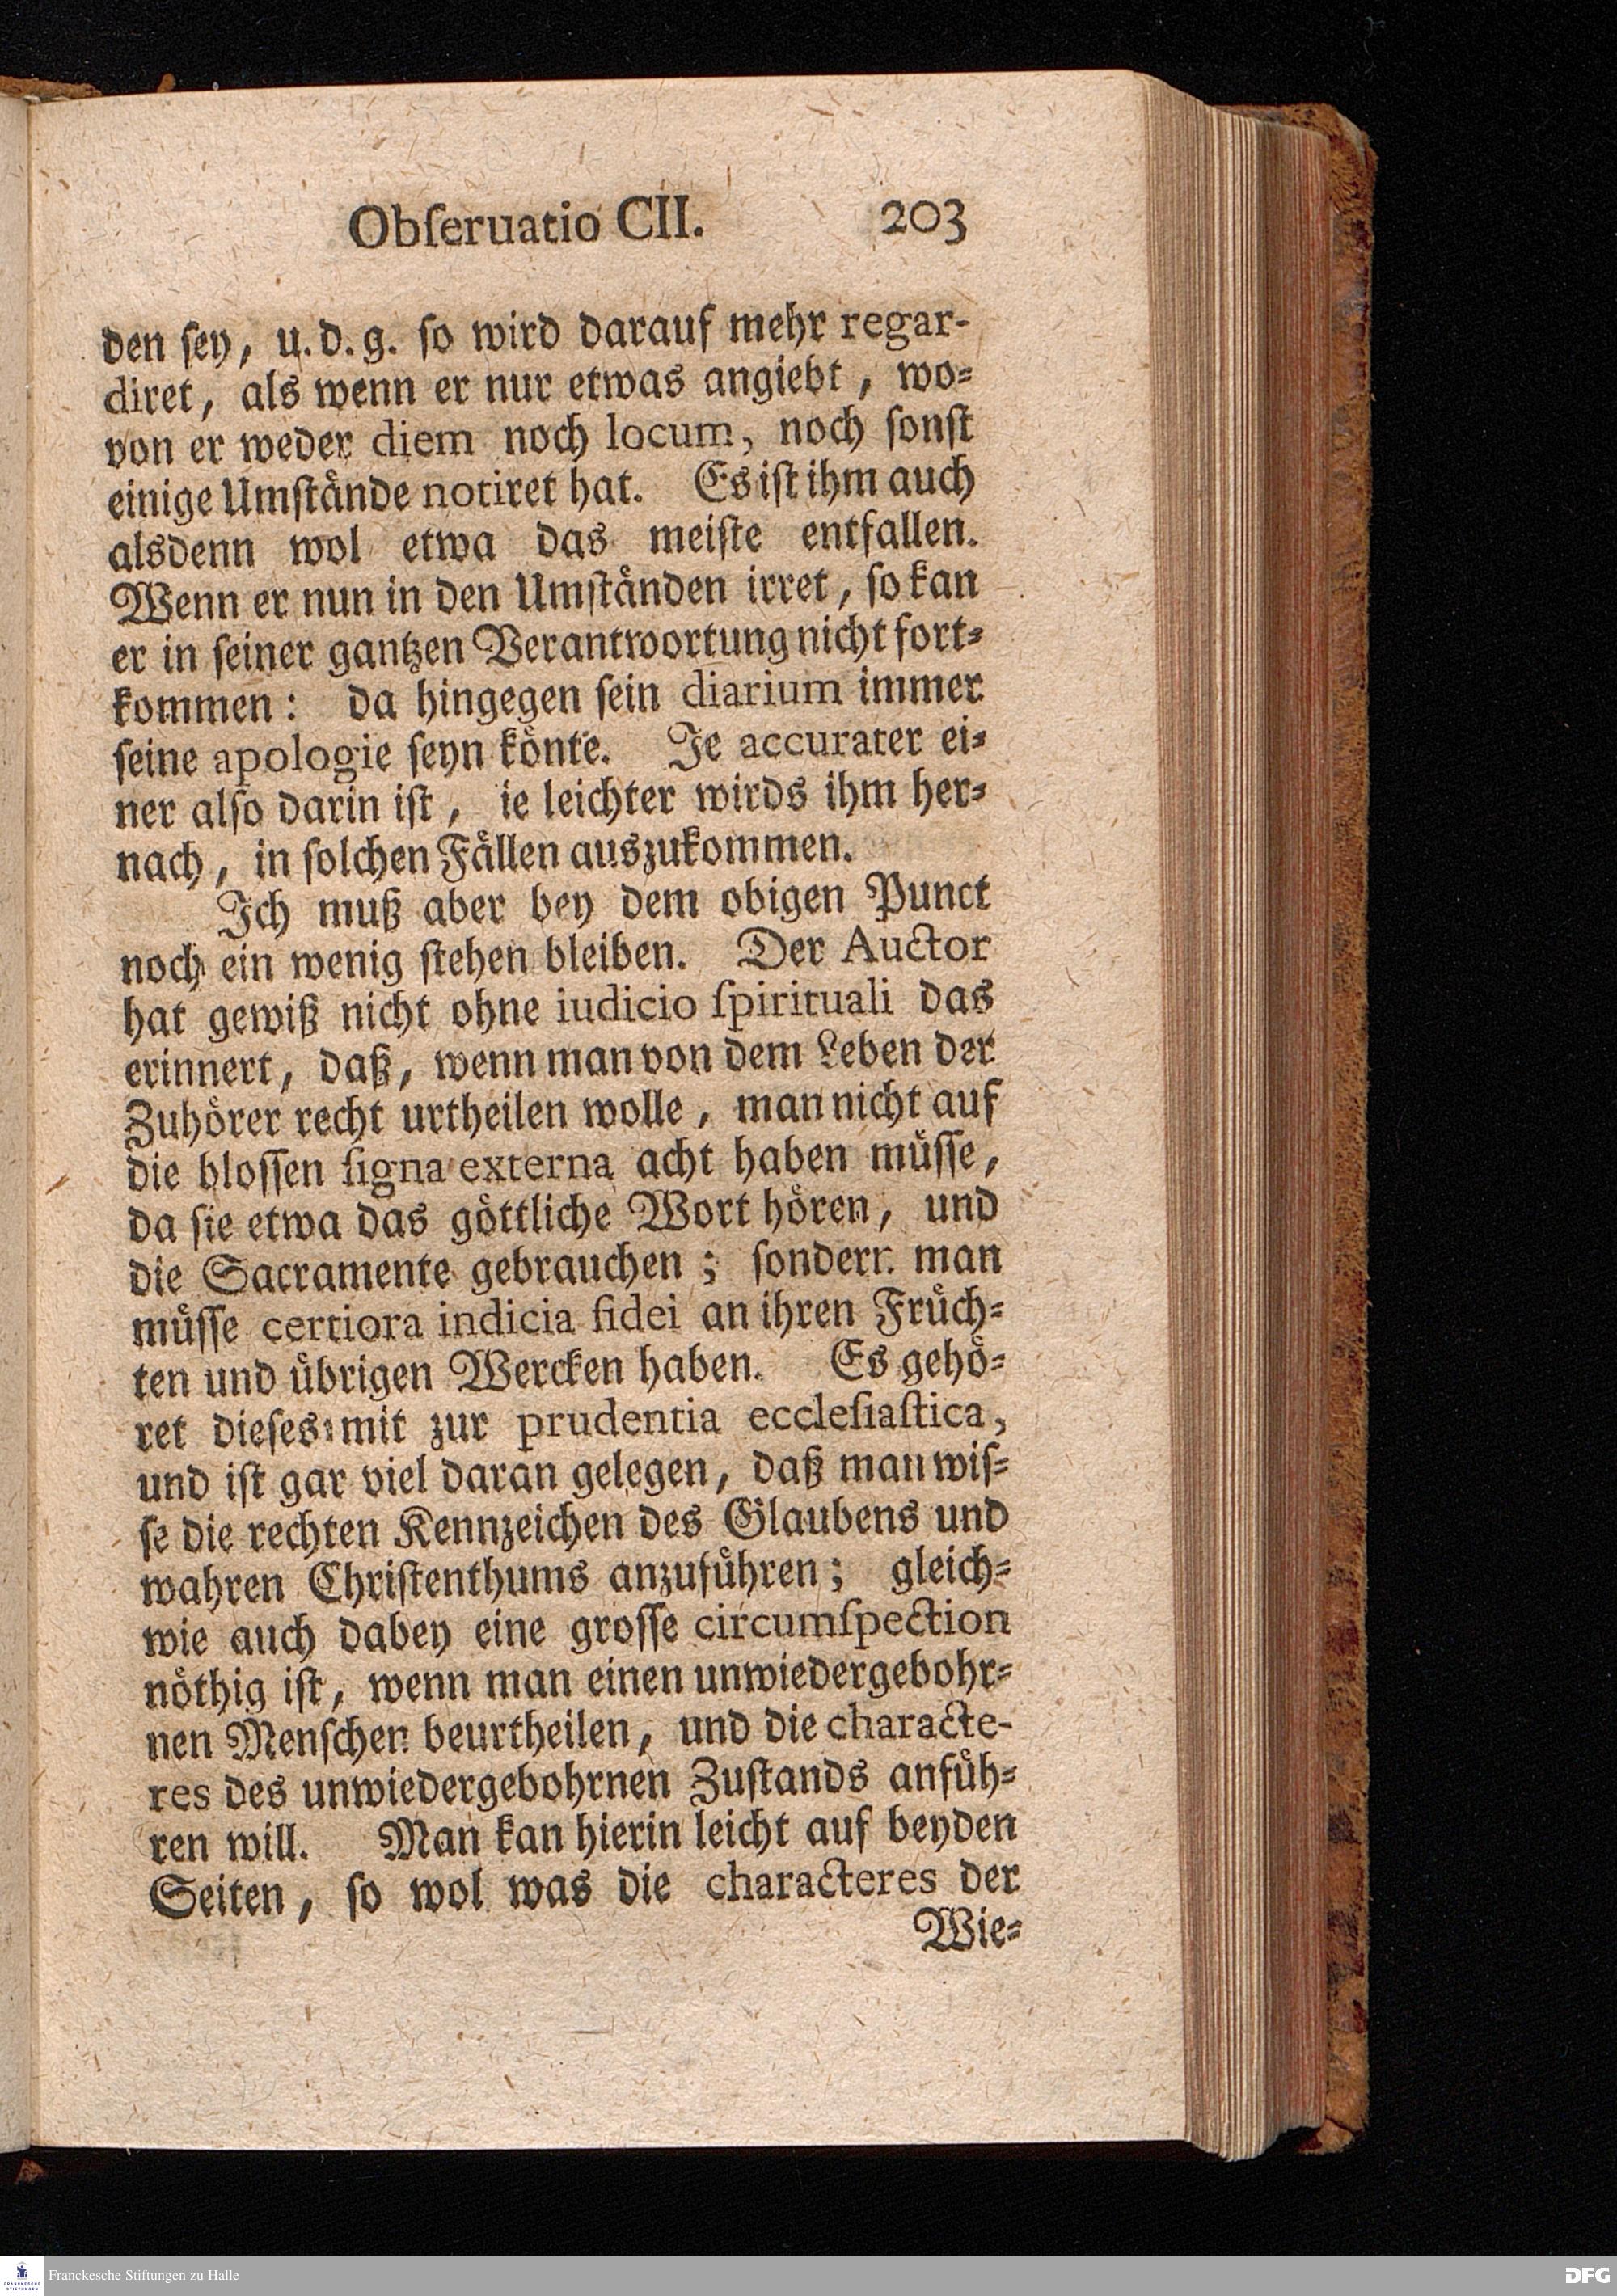 Obſeruatio CII. 203
den ſey, u. d. g. ſo wird darauf mehr regar-
diret, als wenn er nur etwas angiebt, wo-
von er weder diem noch locum, noch ſonſt
einige Umſtände notiret hat. Es iſt ihm auch
alsdenn wol etwa das meiſte entfallen.
Wenn er nun in den Umſtänden irret, ſo kan
er in ſeiner gantzen Verantwortung nicht fort-
kommen: da hingegen ſein diarium immer
ſeine apologie ſeyn könte. Je accurater ei-
ner alſo darin iſt, ie leichter wirds ihm her-
nach, in ſolchen Fällen auszukommen.
Ich muß aber bey dem obigen Punct
noch ein wenig ſtehen bleiben. Der Auctor
hat gewiß nicht ohne iudicio ſpirituali das
erinnert, daß, wenn man von dem Leben der
Zuhörer recht urtheilen wolle, man nicht auf
die bloſſen ſigna externa acht haben müſſe,
da ſie etwa das göttliche Wort hören, und
die Sacramente gebrauchen; ſondern man
müſſe certiora indicia fidei an ihren Früch-
ten und übrigen Wercken haben. Es gehö-
ret dieſes mit zur prudentia eccleſiaſtica,
und iſt gar viel daran gelegen, daß man wiſ-
ſe die rechten Kennzeichen des Glaubens und
wahren Chriſtenthums anzuführen; gleich-
wie auch dabey eine groſſe circumſpection
nöthig iſt, wenn man einen unwiedergebohr-
nen Menſchen beurtheilen, und die characte-
res des unwiedergebohrnen Zuſtands anfüh-
ren will. Man kan hierin leicht auf beyden
Seiten, ſo wol was die characteres der
Wie-
FRANCKESCHE STIFTUNGEN
Franckesche Stiftungen zu Halle
DFG